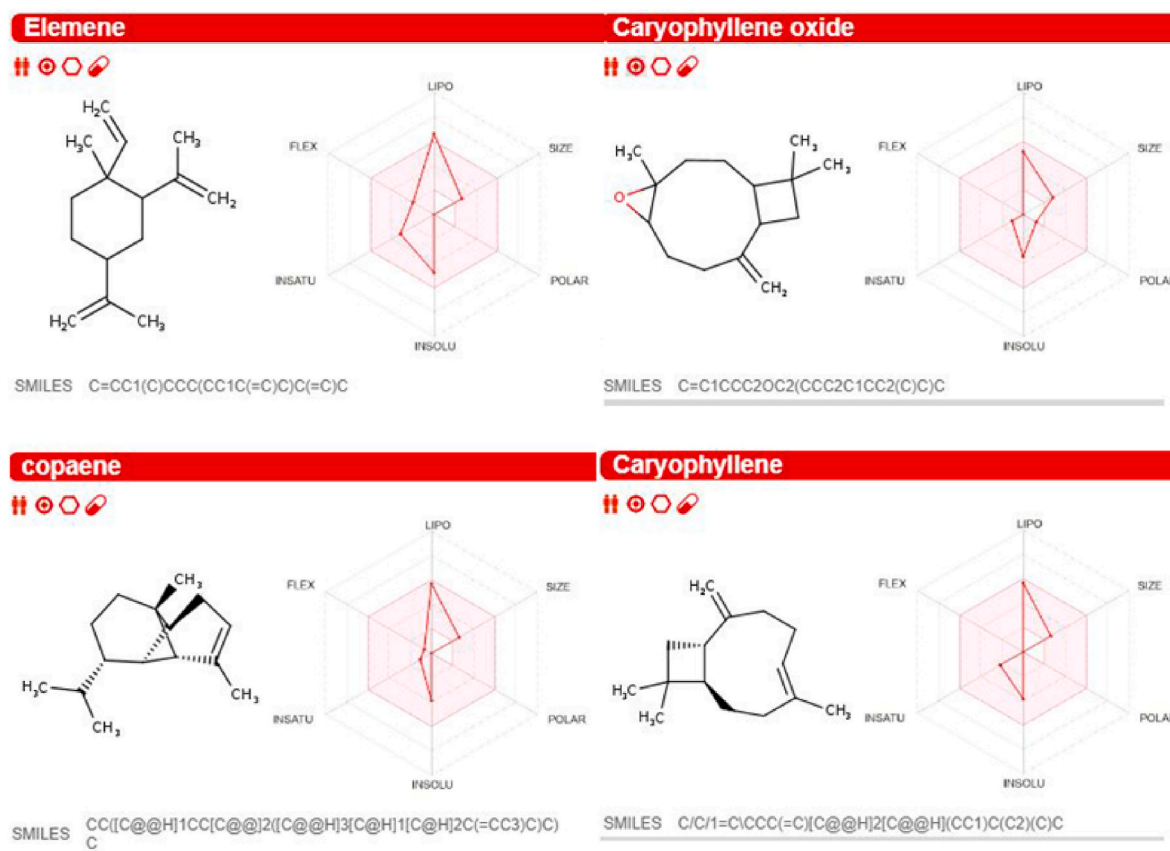 Elemene
H₂C
H₃C
CH₃
CH₂
H₂C
CH₃
LIPO
FLEX
SIZE
INSATU
POLAR
INSOLU
SMILES C=CC1(C)CCC(CC1C(=C)C)C(=C)C
Caryophyllene oxide
H₃C
CH₃
CH₃
O
CH₂
LIPO
FLEX
SIZE
INSATU
POLAR
INSOLU
SMILES C=C1CCC2OC2(CCC2C1CC2(C)C)C
copaene
CH₃
H₃C
CH₃
CH₃
LIPO
FLEX
SIZE
INSATU
POLAR
INSOLU
SMILES CC([C@@H]1CC[C@@]2([C@@H]3[C@H]1[C@H]2C(=CC3)C)C)
C
Caryophyllene
H₂C
H₃C
H₃C
CH₃
LIPO
FLEX
SIZE
INSATU
POLAR
INSOLU
SMILES C/C/1=C\CCC(=C)[C@@H]2[C@@H](CC1)C(C2)(C)C